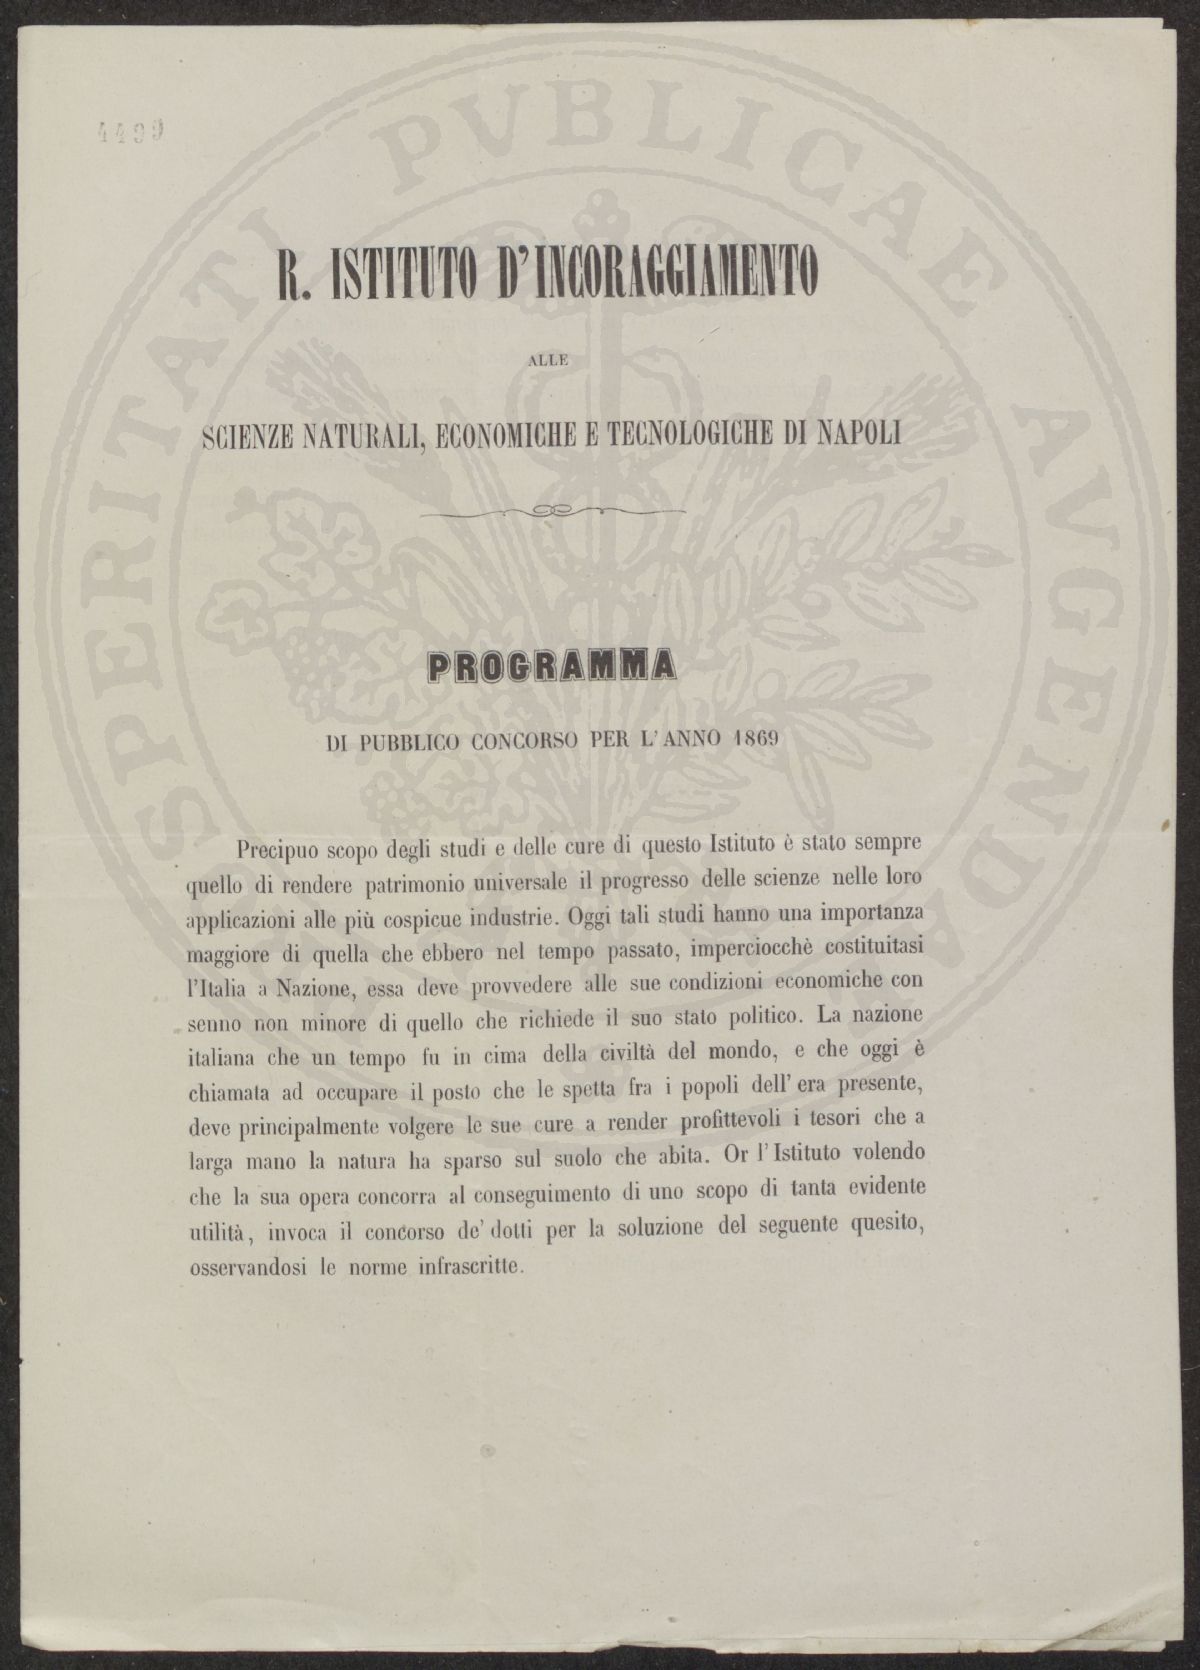 4499
R. ISTITUTO D'INCORAGGIAMENTO
ALLE
SCIENZE NATURALI, ECONOMICHE E TECNOLOGICHE DI NAPOLI
PROGRAMMA
DI PUBBLICO CONCORSO PER L'ANNO 1869
Precipuo scopo degli studi e delle cure di questo Istituto è stato sempre
quello di rendere patrimonio universale il progresso delle scienze nelle loro
applicazioni alle più cospicue industrie. Oggi tali studi hanno una importanza
maggiore di quella che ebbero nel tempo passato, imperciocchè costituitasi
l'Italia a Nazione, essa deve provvedere alle sue condizioni economiche con
senno non minore di quello che richiede il suo stato politico. La nazione
italiana che un tempo fu in cima della civiltà del mondo, e che oggi è
chiamata ad occupare il posto che le spetta fra i popoli dell' era presente,
deve principalmente volgere le sue cure a render profittevoli i tesori che a
larga mano la natura ha sparso sul suolo che abita. Or l'Istituto volendo
che la sua opera concorra al conseguimento di uno scopo di tanta evidente
utilità, invoca il concorso de' dotti per la soluzione del seguente quesito,
osservandosi le norme infrascritte.
SPERITATI PVBLICAE AVGENDA